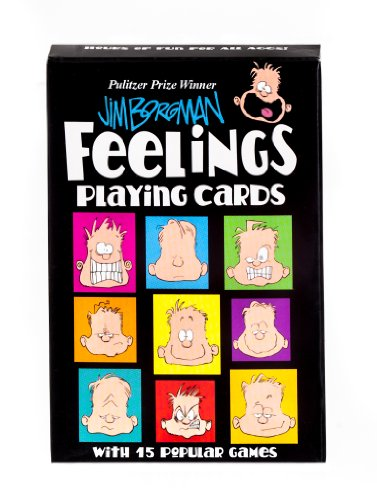 HOURS OF FUN FOR ALL AGES!
Pulitzer Prize Winner
JIM BORGMAN
FEELINGS
PLAYING CARDS
WITH 15 POPULAR GAMES